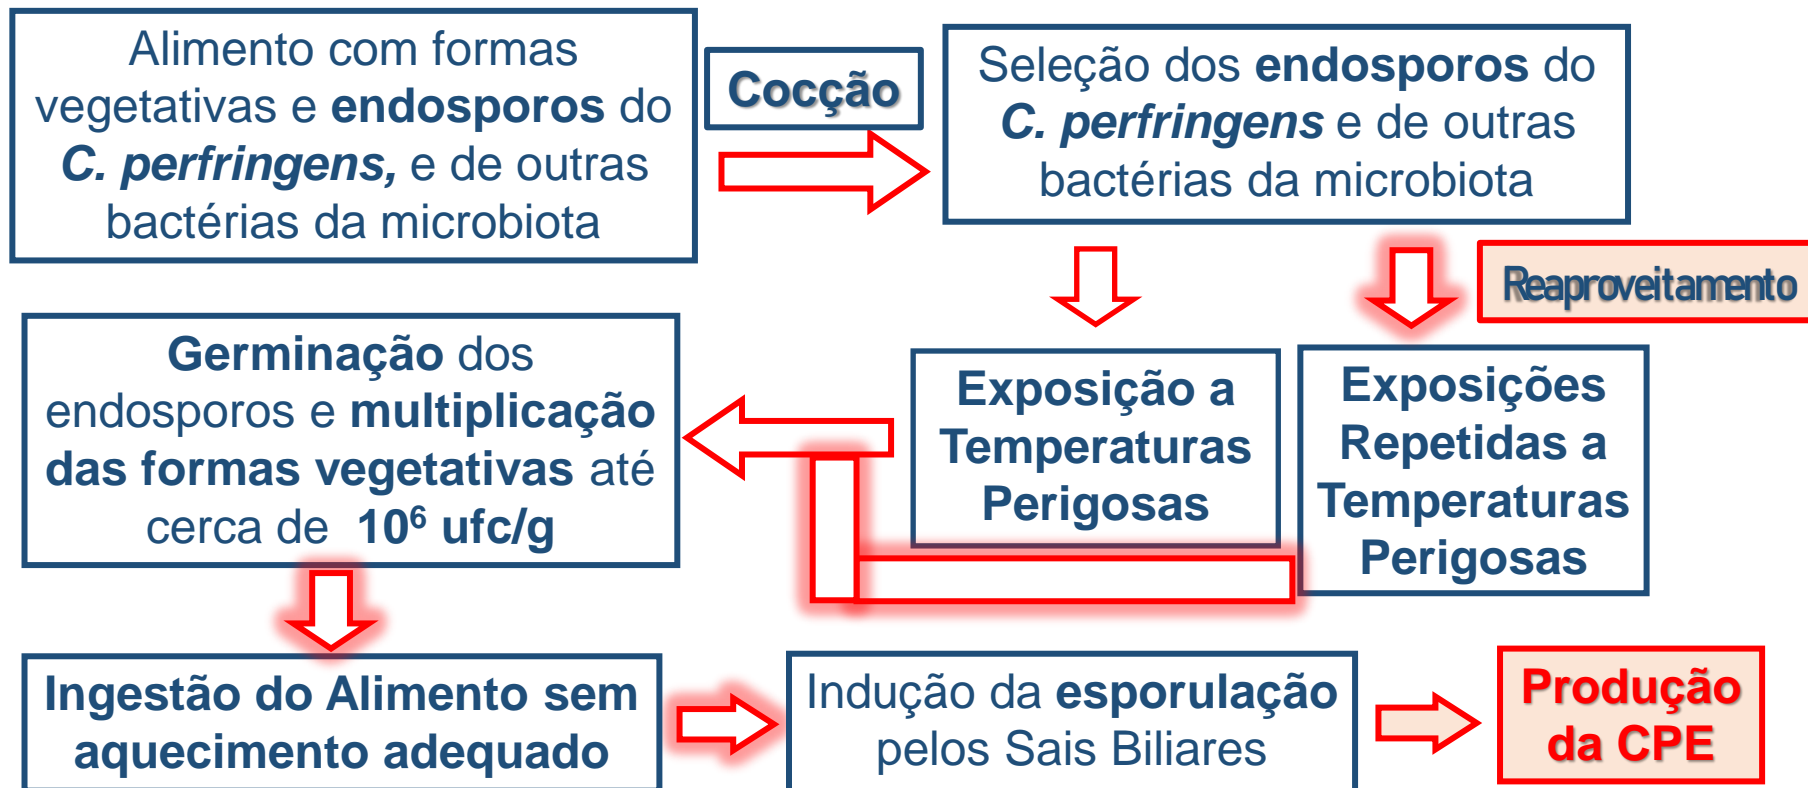 Alimento com formas
vegetativas e endosporos do
C. perfringens, e de outras
bactérias da microbiota
Cocção
Seleção dos endosporos do
C. perfringens e de outras
bactérias da microbiota
Reaproveitamento
Exposição a
Temperaturas
Perigosas
Exposições
Repetidas a
Temperaturas
Perigosas
Germinação dos
endosporos e multiplicação
das formas vegetativas até
cerca de 10⁶ ufc/g
Ingestão do Alimento sem
aquecimento adequado
Indução da esporulação
pelos Sais Biliares
Produção
da CPE